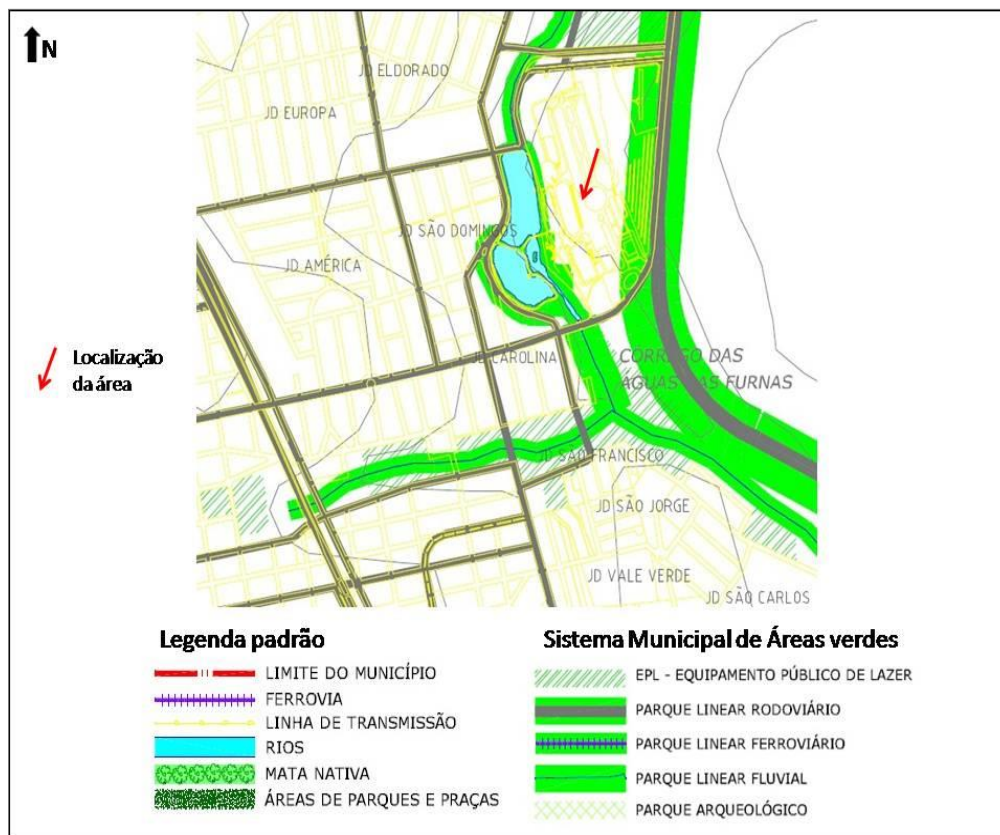 N
JD ELDORADO
JD EUROPA
JD SÃO DOMINGOS
JD AMÉRICA
JD CAROLINA
CÓRREGO DAS
ÁGUAS DAS FURNAS
JD SÃO FRANCISCO
JD SÃO JORGE
JD VALE VERDE
JD SÃO CARLOS
Localização
da área
Legenda padrão
LIMITE DO MUNICÍPIO
FERROVIA
LINHA DE TRANSMISSÃO
RIOS
MATA NATIVA
ÁREAS DE PARQUES E PRAÇAS
Sistema Municipal de Áreas verdes
EPL - EQUIPAMENTO PÚBLICO DE LAZER
PARQUE LINEAR RODOVIÁRIO
PARQUE LINEAR FERROVIÁRIO
PARQUE LINEAR FLUVIAL
PARQUE ARQUEOLÓGICO